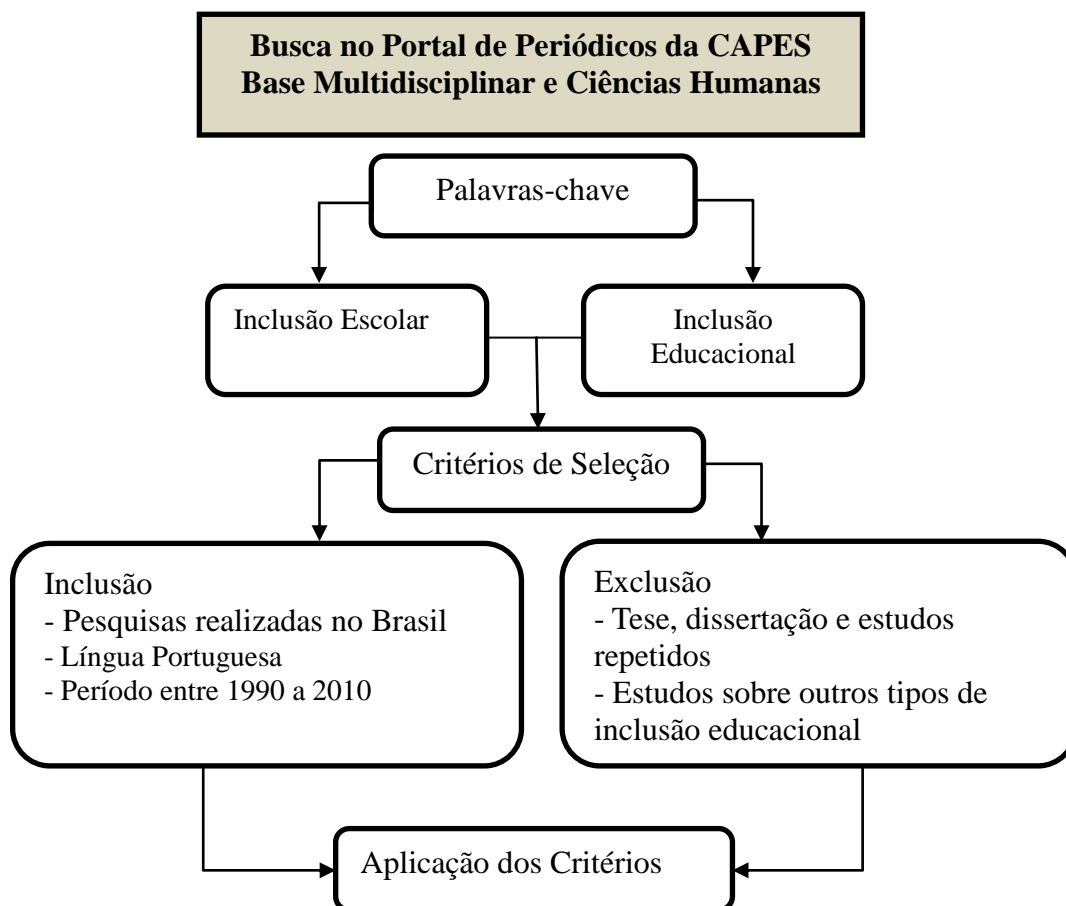 Busca no Portal de Periódicos da CAPES
Base Multidisciplinar e Ciências Humanas
Palavras-chave
Inclusão Escolar
Inclusão
Educacional
Critérios de Seleção
Inclusão
- Pesquisas realizadas no Brasil
- Língua Portuguesa
- Período entre 1990 a 2010
Exclusão
- Tese, dissertação e estudos
repetidos
- Estudos sobre outros tipos de
inclusão educacional
Aplicação dos Critérios